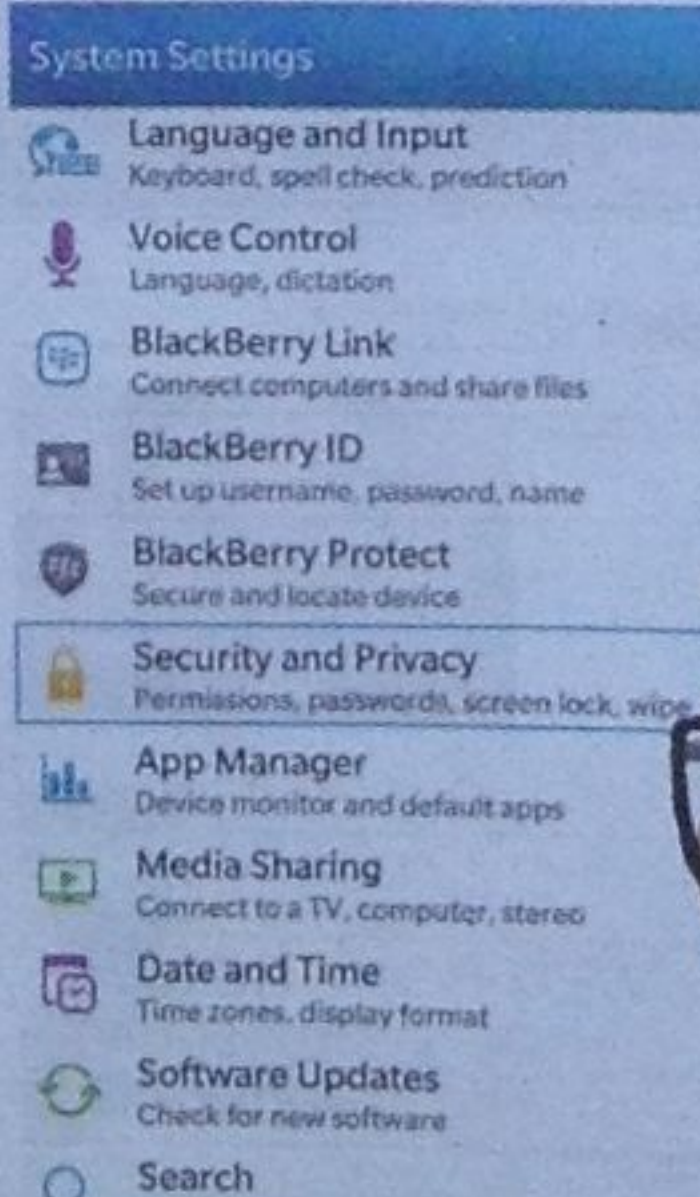 System Settings
Language and Input
Keyboard, spell check, prediction
Voice Control
Language, dictation
BlackBerry Link
Connect computers and share files
BlackBerry ID
Set up username, password, name
BlackBerry Protect
Secure and locate device
Security and Privacy
Permissions, passwords, screen lock, wipe
App Manager
Device monitor and default apps
Media Sharing
Connect to a TV, computer, stereo
Date and Time
Time zones, display format
Software Updates
Check for new software
Search